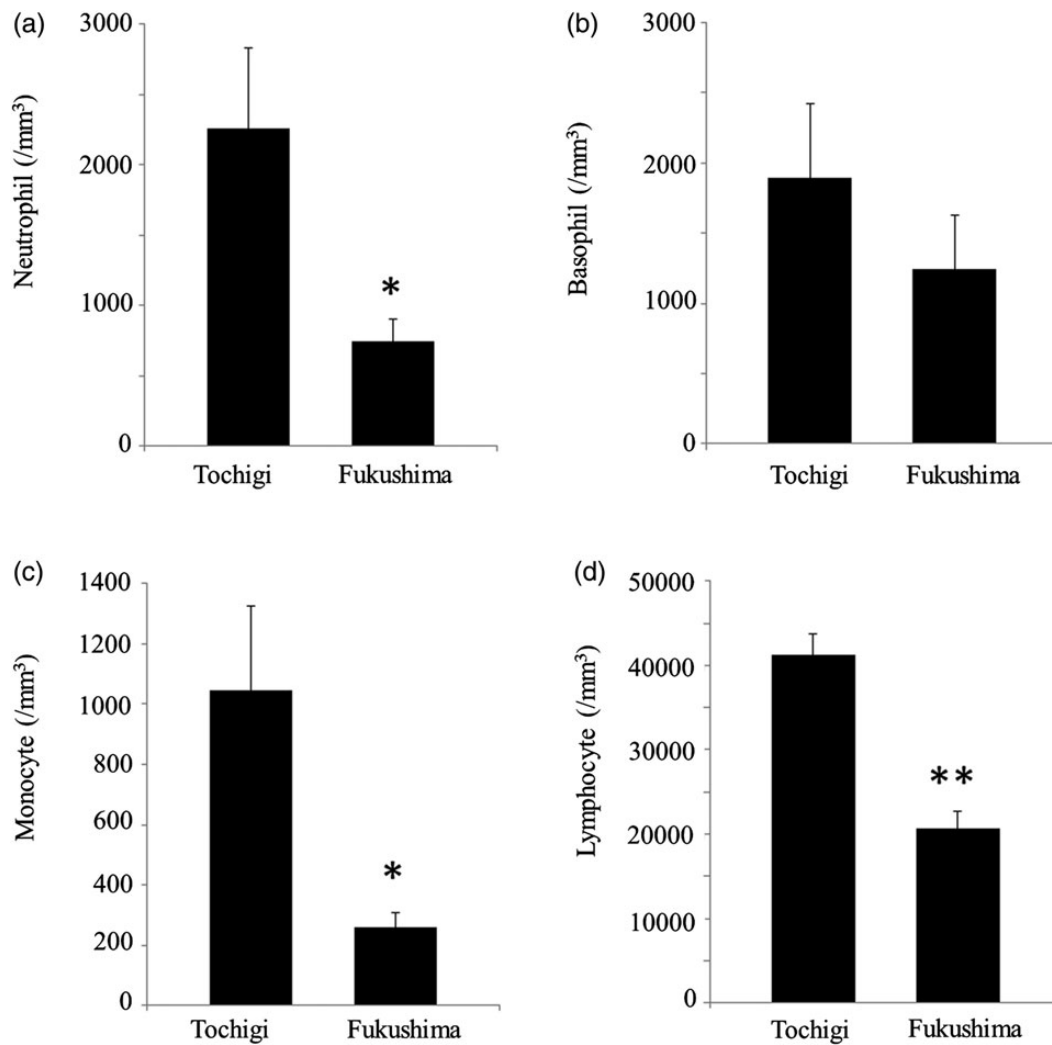 (a)
Neutrophil (/mm³)
3000
2000
1000
0
*
Tochigi
Fukushima
(b)
Basophil (/mm³)
3000
2000
1000
0
Tochigi
Fukushima
(c)
Monocyte (/mm³)
1400
1200
1000
800
600
400
200
0
*
Tochigi
Fukushima
(d)
Lymphocyte (/mm³)
50000
40000
30000
20000
10000
0
**
Tochigi
Fukushima